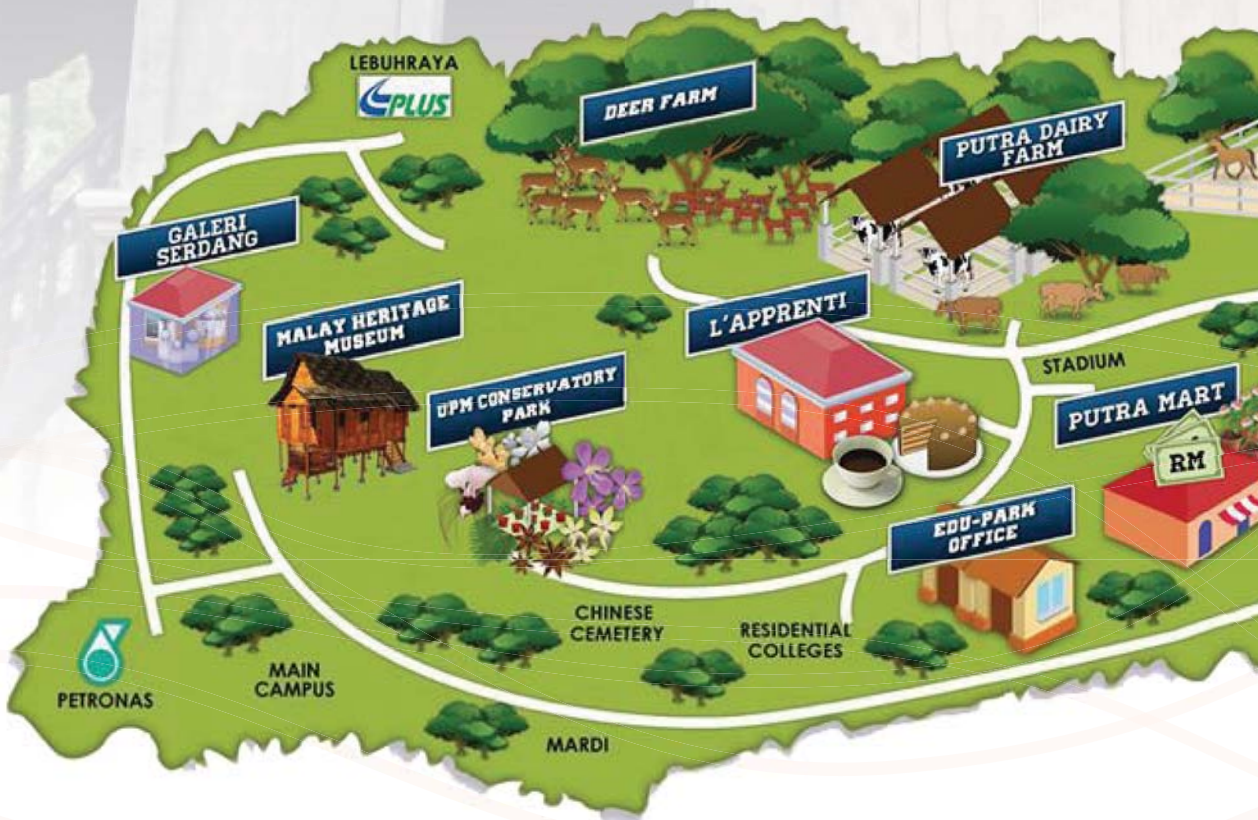 LEBUHRAYA
PLUS
DEER FARM
PUTRA DAIRY
FARM
GALERI
SERDANG
MALAY HERITAGE
MUSEUM
L'APPRENTI
STADIUM
UPM CONSERVATORY
PARK
PUTRA MART
RM
EDU-PARK
OFFICE
CHINESE
CEMETERY
RESIDENTIAL
COLLEGES
MAIN
CAMPUS
PETRONAS
MARDI